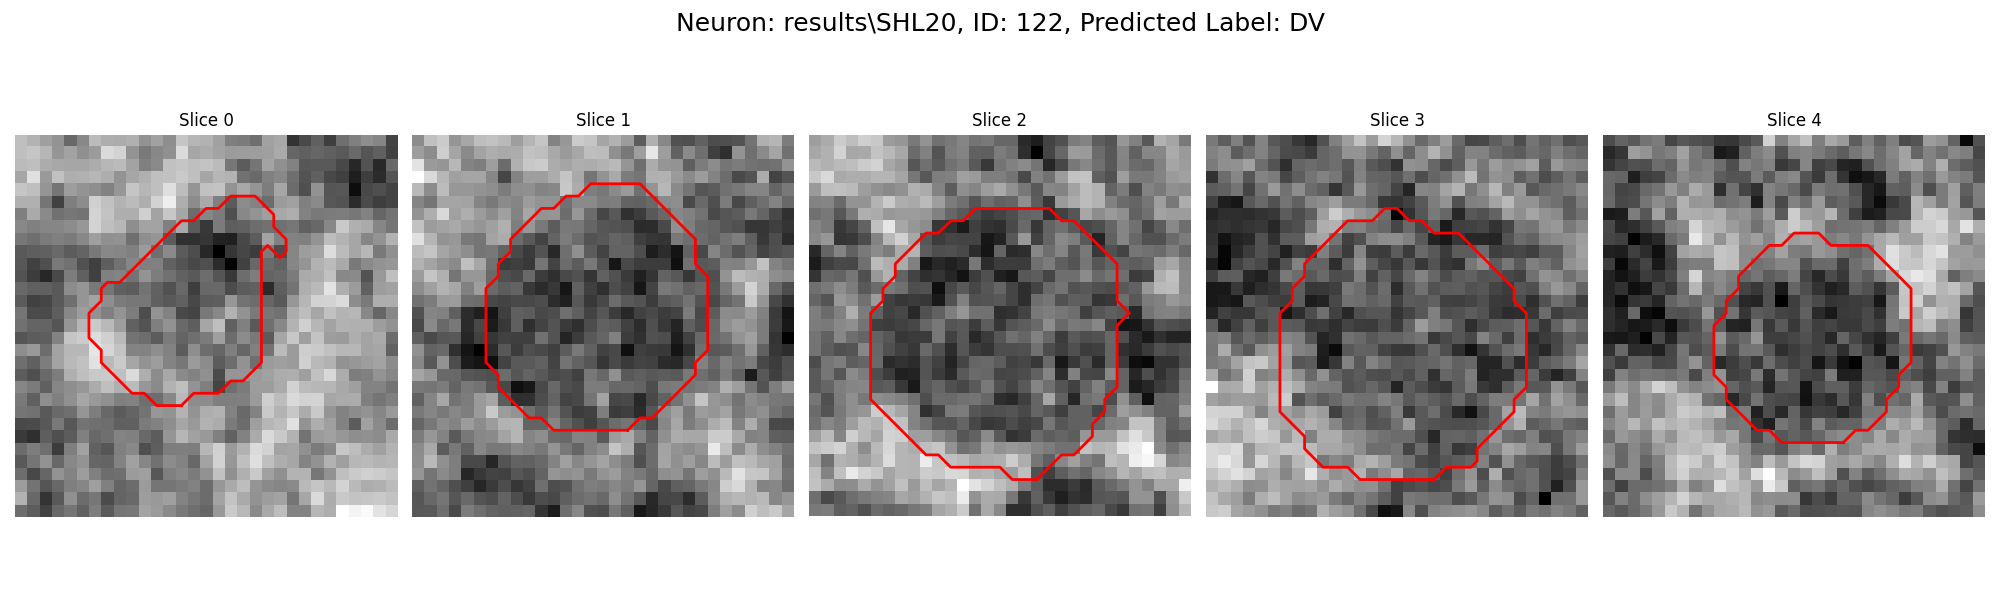 Neuron: results\SHL20, ID: 122, Predicted Label: DV
Slice 0
Slice 1
Slice 2
Slice 3
Slice 4